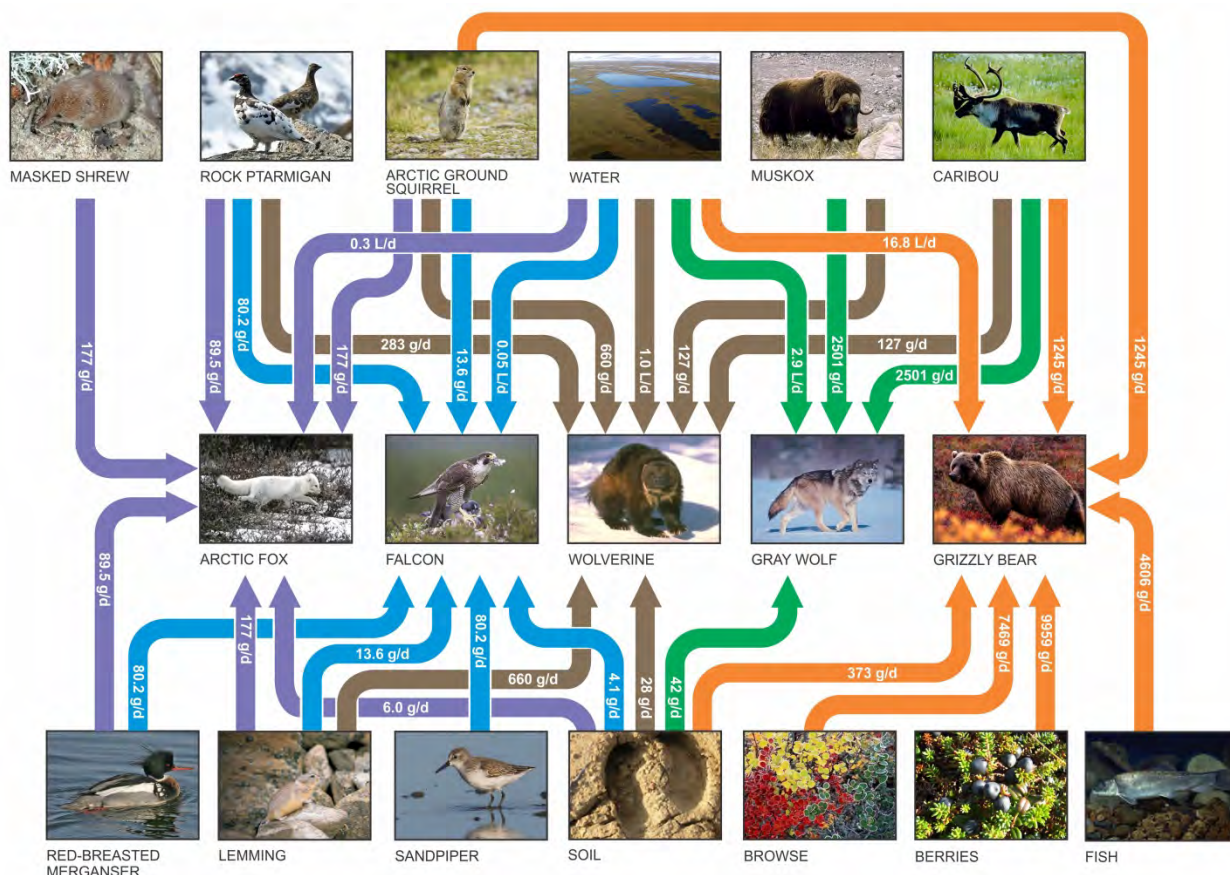 MASKED SHREW
ROCK PTARMIGAN
ARCTIC GROUND
SQUIRREL
WATER
MUSKOX
CARIBOU
0.3 L/d
16.8 L/d
177 g/d
89.5 g/d
80.2 g/d
283 g/d
177 g/d
13.6 g/d
0.05 L/d
660 g/d
1.0 L/d
127 g/d
2.9 L/d
2501 g/d
127 g/d
2501 g/d
1245 g/d
1245 g/d
ARCTIC FOX
FALCON
WOLVERINE
GRAY WOLF
GRIZZLY BEAR
89.5 g/d
80.2 g/d
177 g/d
13.6 g/d
660 g/d
6.0 g/d
80.2 g/d
4.1 g/d
28 g/d
42 g/d
373 g/d
7469 g/d
9959 g/d
4606 g/d
RED-BREASTED
MERGANSER
LEMMING
SANDPIPER
SOIL
BROWSE
BERRIES
FISH